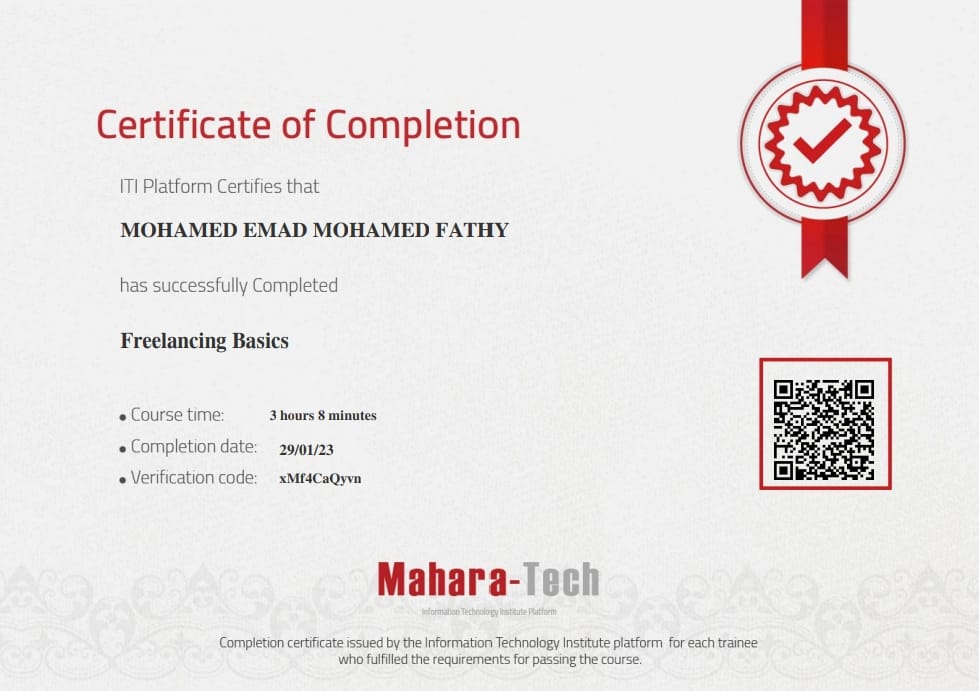 Certificate of Completion
ITI Platform Certifies that
MOHAMED EMAD MOHAMED FATHY
has successfully Completed
Freelancing Basics
• Course time: 3 hours 8 minutes
• Completion date: 29/01/23
• Verification code: xMf4CaQyvn
Mahara-Tech
Information Technology Institute Platform
Completion certificate issued by the Information Technology Institute platform for each trainee
who fulfilled the requirements for passing the course.